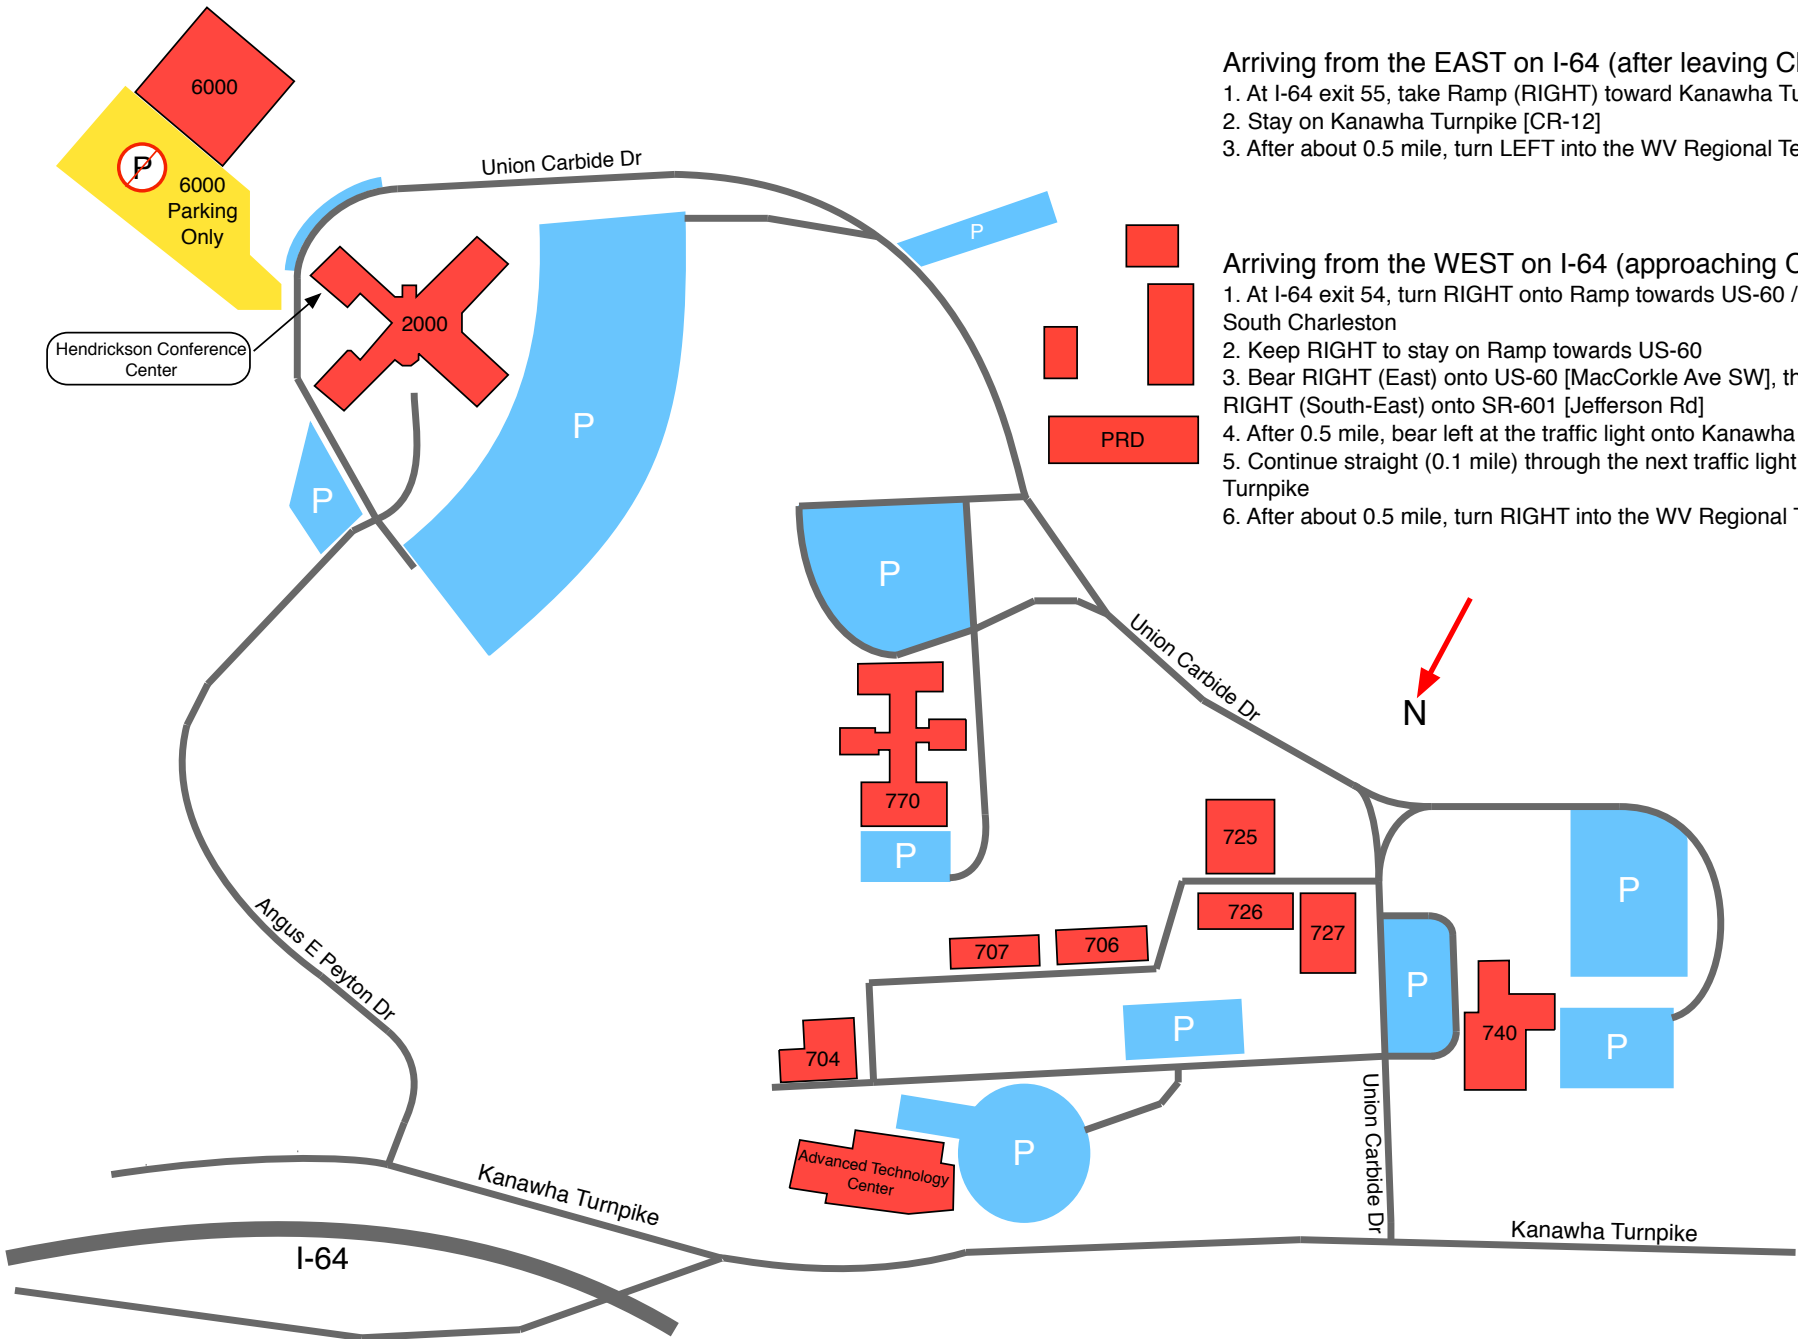 Arriving from the EAST on I-64 (after leaving
1. At I-64 exit 55, take Ramp (RIGHT) toward Kanawha
2. Stay on Kanawha Turnpike [CR-12]
3. After about 0.5 mile, turn LEFT into the WV Regional
Arriving from the WEST on I-64 (approaching
1. At I-64 exit 54, turn RIGHT onto Ramp towards US-60 /
South Charleston
2. Keep RIGHT to stay on Ramp towards US-60
3. Bear RIGHT (East) onto US-60 [MacCorkle Ave SW],
RIGHT (South-East) onto SR-601 [Jefferson Rd]
4. After 0.5 mile, bear left at the traffic light onto Kanawha
5. Continue straight (0.1 mile) through the next traffic light
Turnpike
6. After about 0.5 mile, turn RIGHT into the WV Regional
6000
P
6000
Parking
Only
Union Carbide Dr
P
2000
Hendrickson Conference
Center
P
P
PRD
P
Union Carbide Dr
N
770
P
725
726
727
707
706
704
P
P
740
P
P
Angus E Peyton Dr
Advanced Technology
Center
P
Union Carbide Dr
Kanawha Turnpike
Kanawha Turnpike
I-64